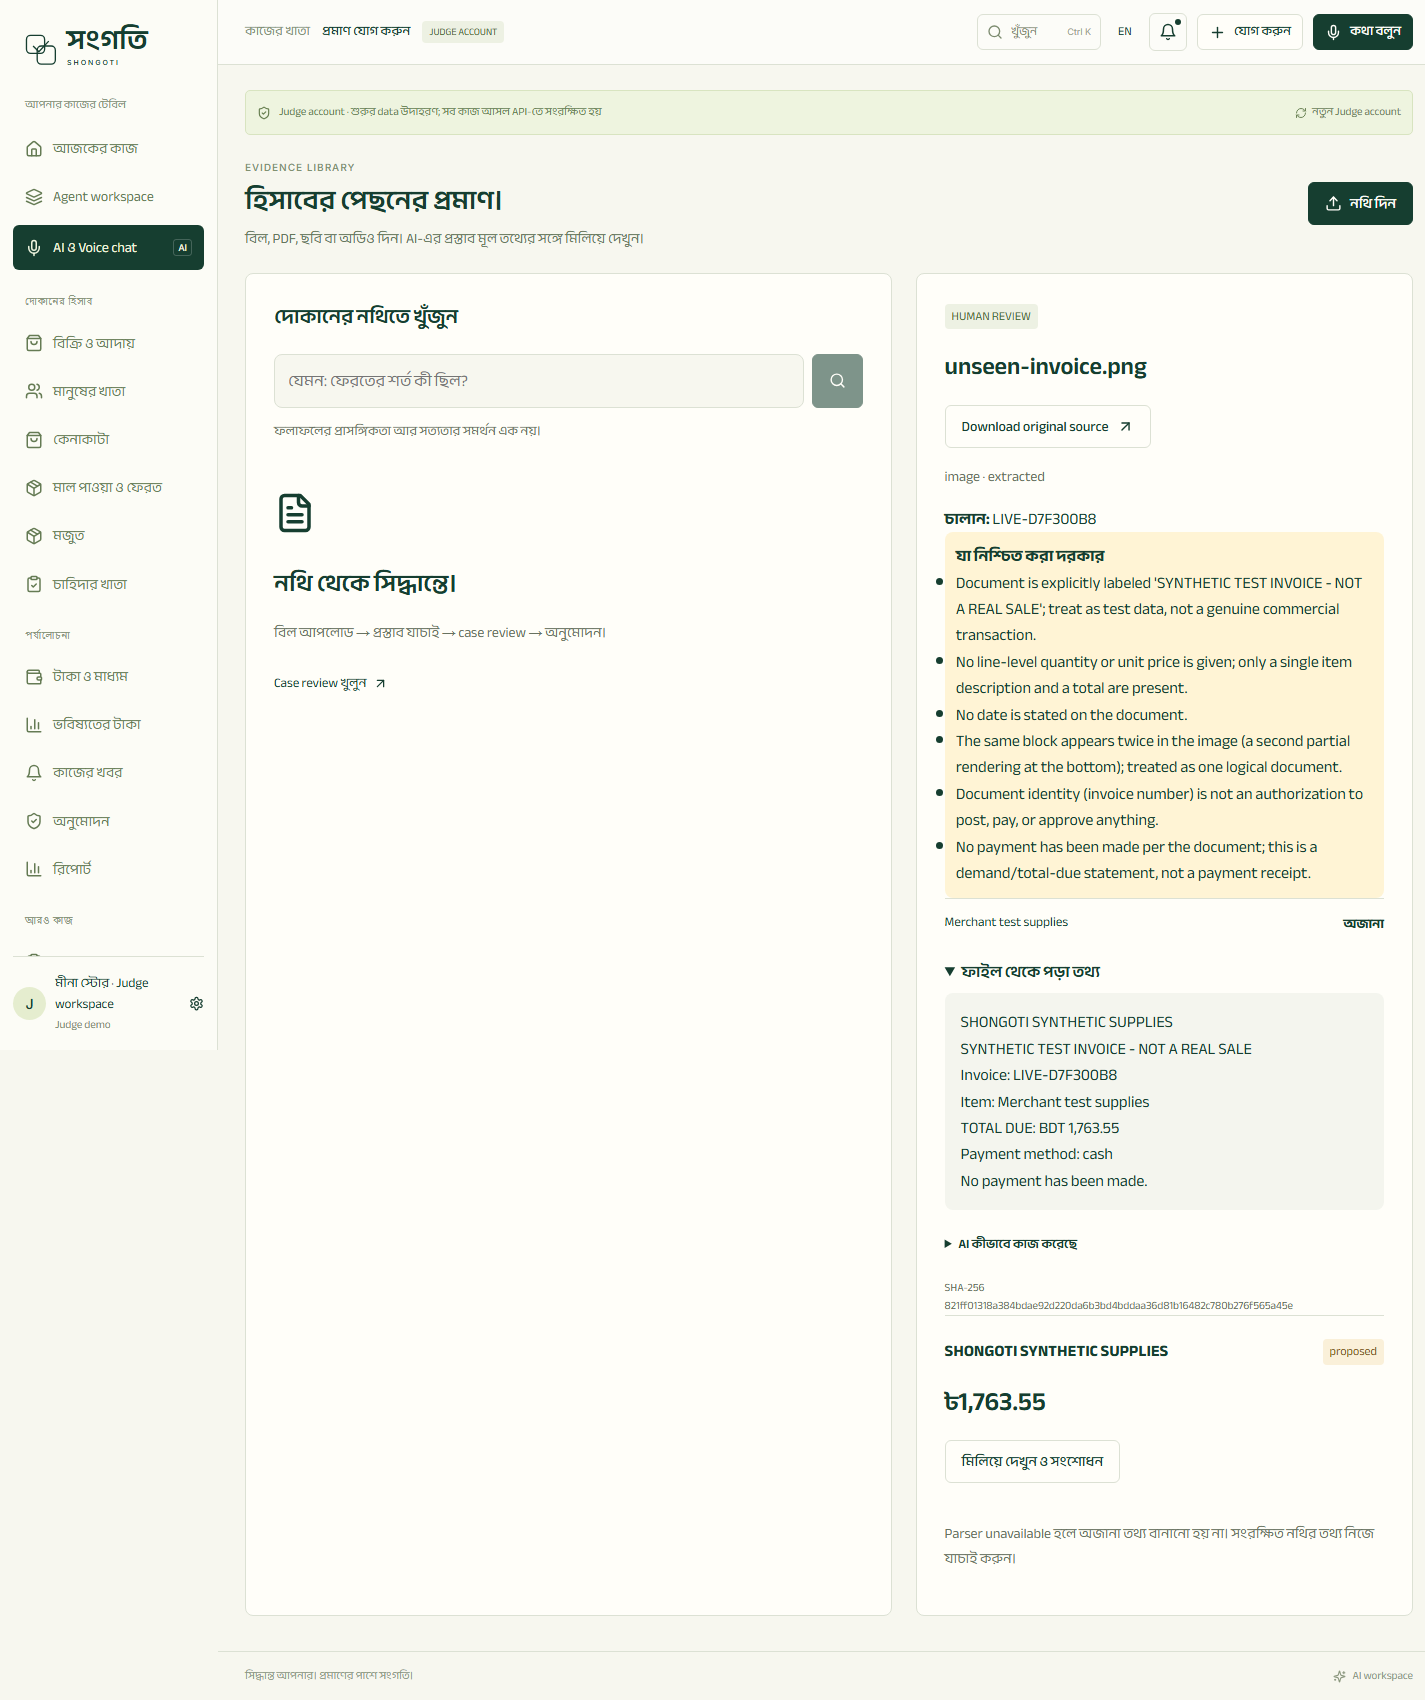 সংগতি
SHONGOTI
আপনার কাজের টেবিল
আজকের কাজ
Agent workspace
AI ও Voice chat
AI
দোকানের হিসাব
বিক্রি ও আদায়
মানুষের খাতা
কেনাকাটা
মাল পাওয়া ও ফেরত
মজুত
চাহিদার খাতা
পর্যালোচনা
টাকা ও মাধ্যম
ভবিষ্যতের টাকা
কাজের খবর
অনুমোদন
রিপোর্ট
আরও কাজ
J
মীনা স্টোর · Judge
workspace
Judge demo
কাজের খাতা প্রমাণ যোগ করুন JUDGE ACCOUNT
খুঁজুন Ctrl K
EN
যোগ করুন
কথা বলুন
Judge account · শুরুর data উদাহরণ; সব কাজ আসল API-তে সংরক্ষিত হয়
নতুন Judge account
EVIDENCE LIBRARY
হিসাবের পেছনের প্রমাণ।
বিল, PDF, ছবি বা অডিও দিন। AI-এর প্রস্তাব মূল তথ্যের সঙ্গে মিলিয়ে দেখুন।
নথি দিন
দোকানের নথিতে খুঁজুন
যেমন: ফেরতের শর্ত কী ছিল?
ফলাফলের প্রাসঙ্গিকতা আর সত্যতার সমর্থন এক নয়।
নথি থেকে সিদ্ধান্তে।
বিল আপলোড → প্রস্তাব যাচাই → case review → অনুমোদন।
Case review খুলুন
HUMAN REVIEW
unseen-invoice.png
Download original source
image · extracted
চালান: LIVE-D7F300B8
যা নিশ্চিত করা দরকার
Document is explicitly labeled 'SYNTHETIC TEST INVOICE - NOT
A REAL SALE'; treat as test data, not a genuine commercial
transaction.
No line-level quantity or unit price is given; only a single item
description and a total are present.
No date is stated on the document.
The same block appears twice in the image (a second partial
rendering at the bottom); treated as one logical document.
Document identity (invoice number) is not an authorization to
post, pay, or approve anything.
No payment has been made per the document; this is a
demand/total-due statement, not a payment receipt.
Merchant test supplies
অজানা
ফাইল থেকে পড়া তথ্য
SHONGOTI SYNTHETIC SUPPLIES
SYNTHETIC TEST INVOICE - NOT A REAL SALE
Invoice: LIVE-D7F300B8
Item: Merchant test supplies
TOTAL DUE: BDT 1,763.55
Payment method: cash
No payment has been made.
AI কীভাবে কাজ করেছে
SHA-256
821ff01318a384bdae92d220da6b3bd4bddaa36d81b16482c780b276f565a45e
SHONGOTI SYNTHETIC SUPPLIES
proposed
৳1,763.55
মিলিয়ে দেখুন ও সংশোধন
Parser unavailable হলে অজানা তথ্য বানানো হয় না। সংরক্ষিত নথির তথ্য নিজে
যাচাই করুন।
সিদ্ধান্ত আপনার। প্রমাণের পাশে সংগতি।
AI workspace